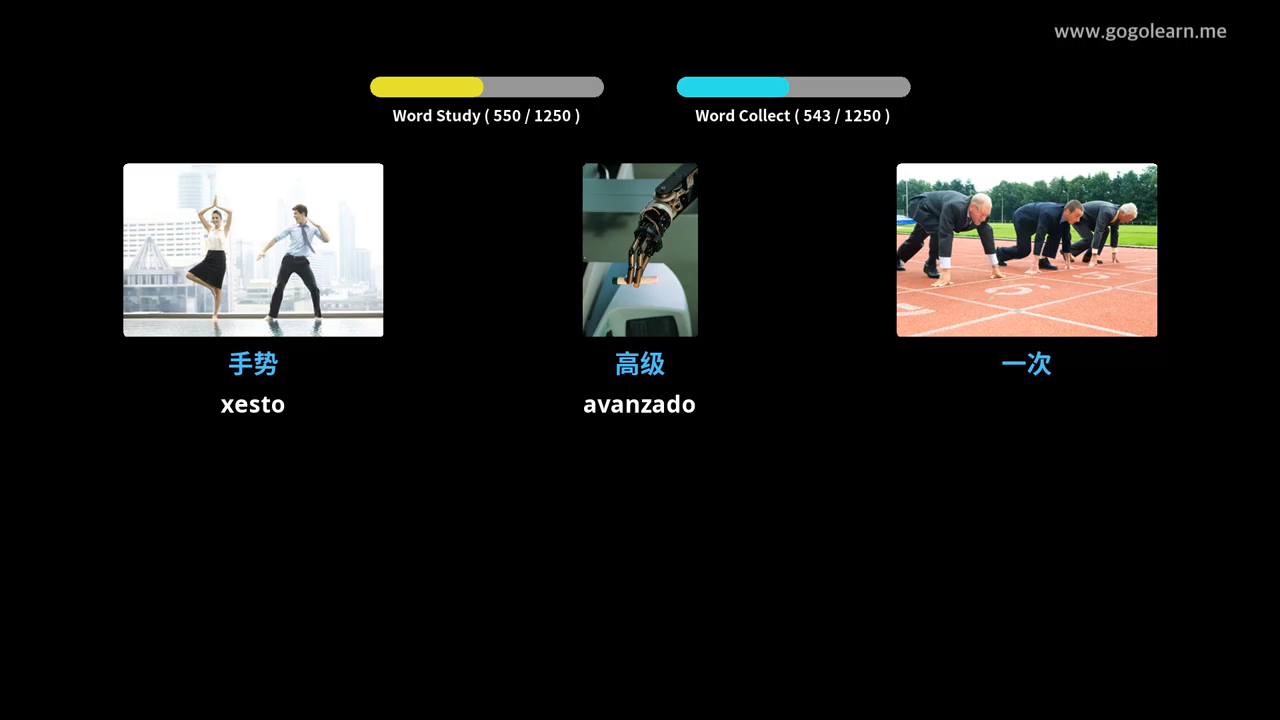 www.gogolearn.me
Word Study ( 550 / 1250 )
Word Collect ( 543 / 1250 )
手势
高级
一次
xesto
avanzado